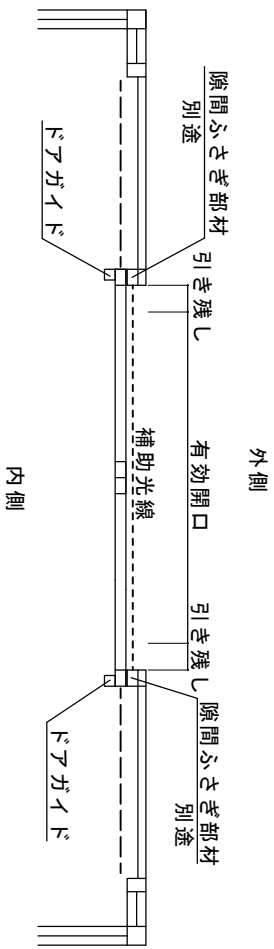 外側
隙間ふさぎ部材
別途
引き残し
有効開口
引き残し
隙間ふさぎ部材
別途
補助光線
ドアガイド
ドアガイド
内側